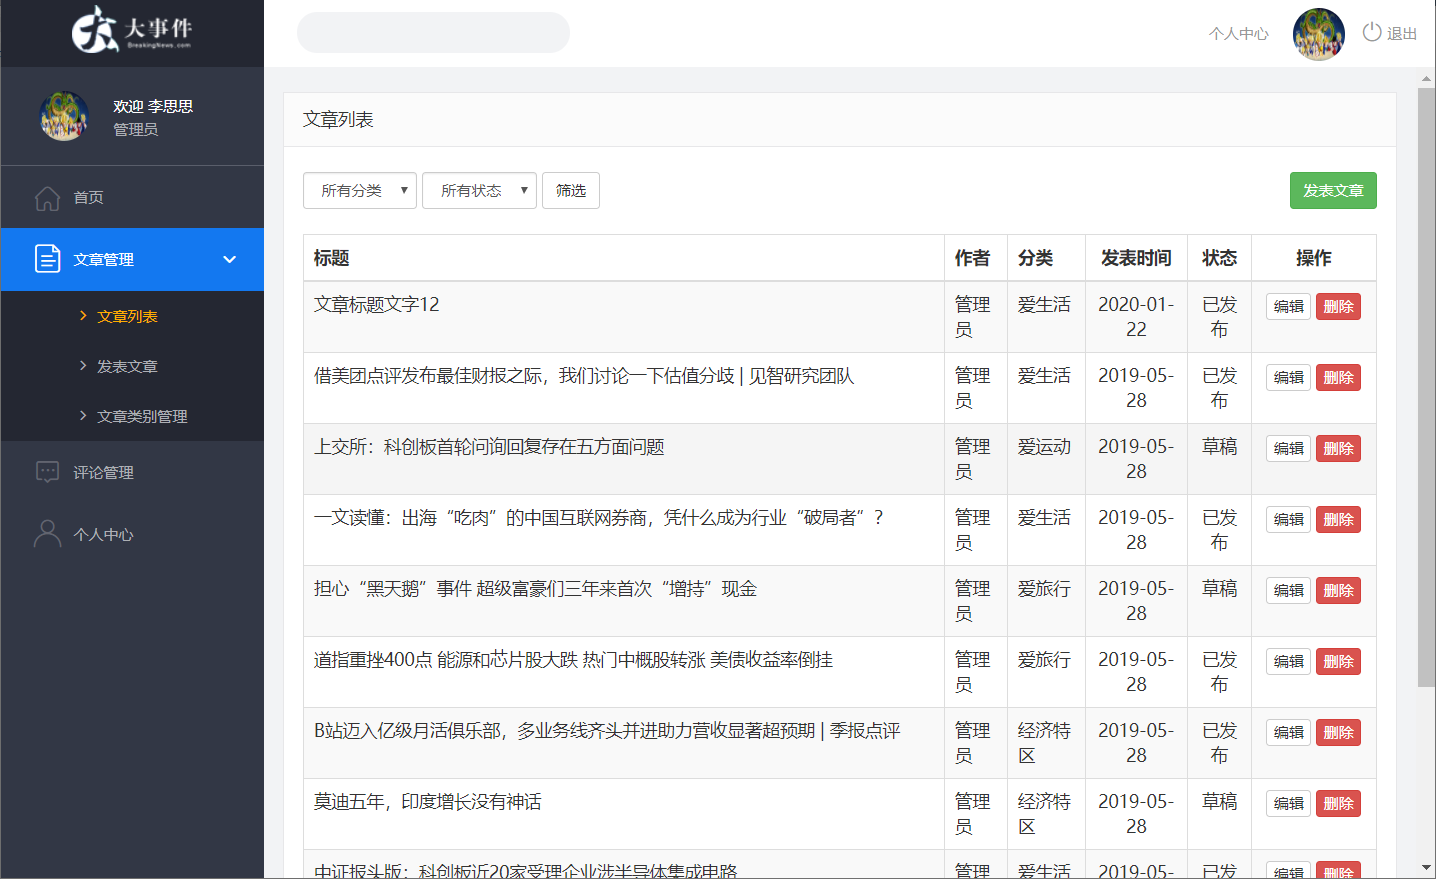 大事件
BreakingNews.com
个人中心
退出
欢迎 李思思
管理员
首页
文章管理
文章列表
发表文章
文章类别管理
评论管理
个人中心
文章列表
所有分类
所有状态
筛选
发表文章
标题 作者 分类 发表时间 状态 操作
文章标题文字12 管理员 爱生活 2020-01-22 已发布 编辑 删除
借美团点评发布最佳财报之际，我们讨论一下估值分歧 | 见智研究团队 管理员 爱生活 2019-05-28 已发布 编辑 删除
上交所：科创板首轮问询回复存在五方面问题 管理员 爱运动 2019-05-28 草稿 编辑 删除
一文读懂：出海“吃肉”的中国互联网券商，凭什么成为行业“破局者”？ 管理员 爱生活 2019-05-28 已发布 编辑 删除
担心“黑天鹅”事件 超级富豪们三年来首次“增持”现金 管理员 爱旅行 2019-05-28 草稿 编辑 删除
道指重挫400点 能源和芯片股大跌 热门中概股转涨 美债收益率倒挂 管理员 爱旅行 2019-05-28 已发布 编辑 删除
B站迈入亿级月活俱乐部，多业务线齐头并进助力营收显著超预期 | 季报点评 管理员 经济特区 2019-05-28 已发布 编辑 删除
莫迪五年，印度增长没有神话 管理员 经济特区 2019-05-28 草稿 编辑 删除
中证报头版：科创板近20家受理企业涉半导体集成电路 管理 爱生活 2019-05- 已发 编辑 删除